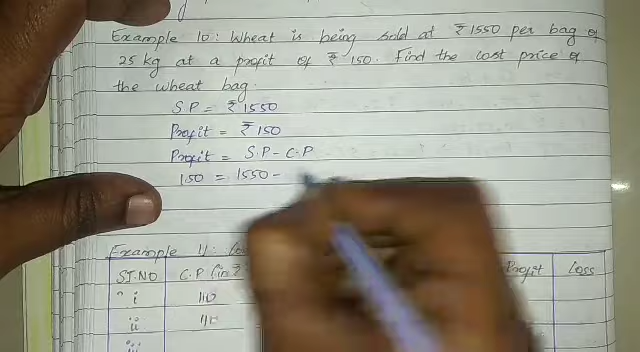 Example 10: Wheat is being sold at ₹1550 per bag of
25 kg at a profit of ₹150. Find the cost price of
the wheat bag.
S.P = ₹1550
Profit = ₹150
Profit = S.P - C.P
150 = 1550 -
Example 11:
ST.NO C.P (in ₹ Profit Loss
i 110
ii
iii